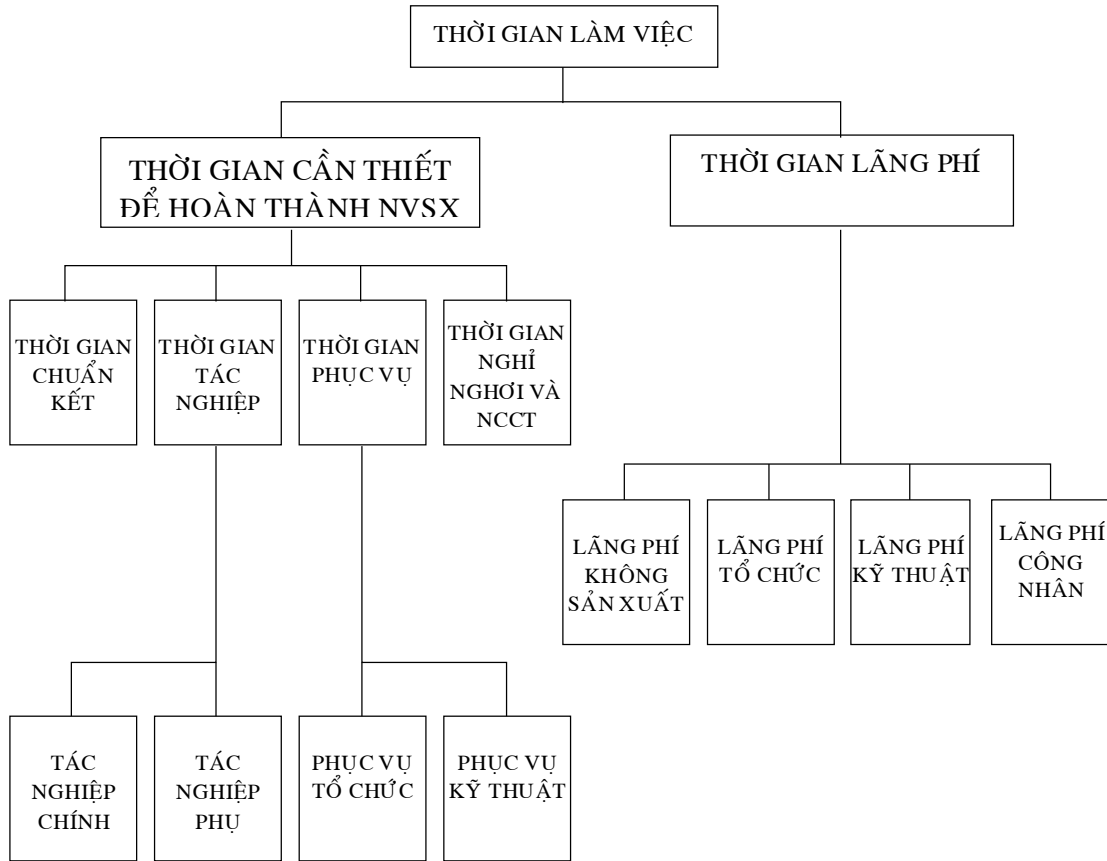 THỜI GIAN LÀM VIỆC
THỜI GIAN CẦN THIẾT
ĐỂ HOÀN THÀNH NVSX
THỜI GIAN LÃNG PHÍ
THỜI GIAN
CHUẨN
KẾT
THỜI GIAN
TÁC
NGHIỆP
THỜI GIAN
PHỤC VỤ
THỜI GIAN
NGHỈ
NGHƠI VÀ
NCCT
LÃNG PHÍ
KHÔNG
SẢN XUẤT
LÃNG PHÍ
TỔ CHỨC
LÃNG PHÍ
KỸ THUẬT
LÃNG PHÍ
CÔNG
NHÂN
TÁC
NGHIỆP
CHÍNH
TÁC
NGHIỆP
PHỤ
PHỤC VỤ
TỔ CHỨC
PHỤC VỤ
KỸ THUẬT